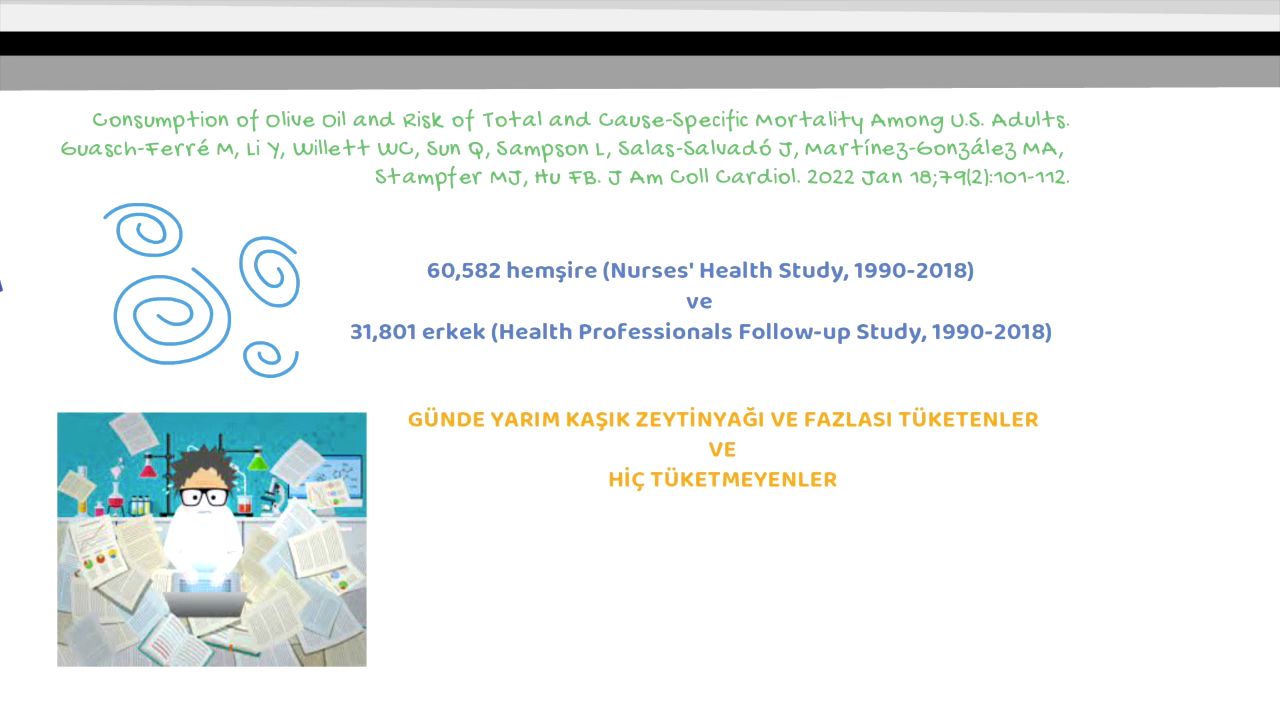 Consumption of Olive Oil and Risk of Total and Cause-Specific Mortality Among U.S. Adults.
Guasch-Ferré M, Li Y, Willett WC, Sun Q, Sampson L, Salas-Salvadó J, Martínez-González MA,
Stampfer MJ, Hu FB. J Am Coll Cardiol. 2022 Jan 18;79(2):101-112.
60,582 hemşire (Nurses' Health Study, 1990-2018)
ve
31,801 erkek (Health Professionals Follow-up Study, 1990-2018)
GÜNDE YARIM KAŞIK ZEYTİNYAĞI VE FAZLASI TÜKETENLER
VE
HİÇ TÜKETMEYENLER